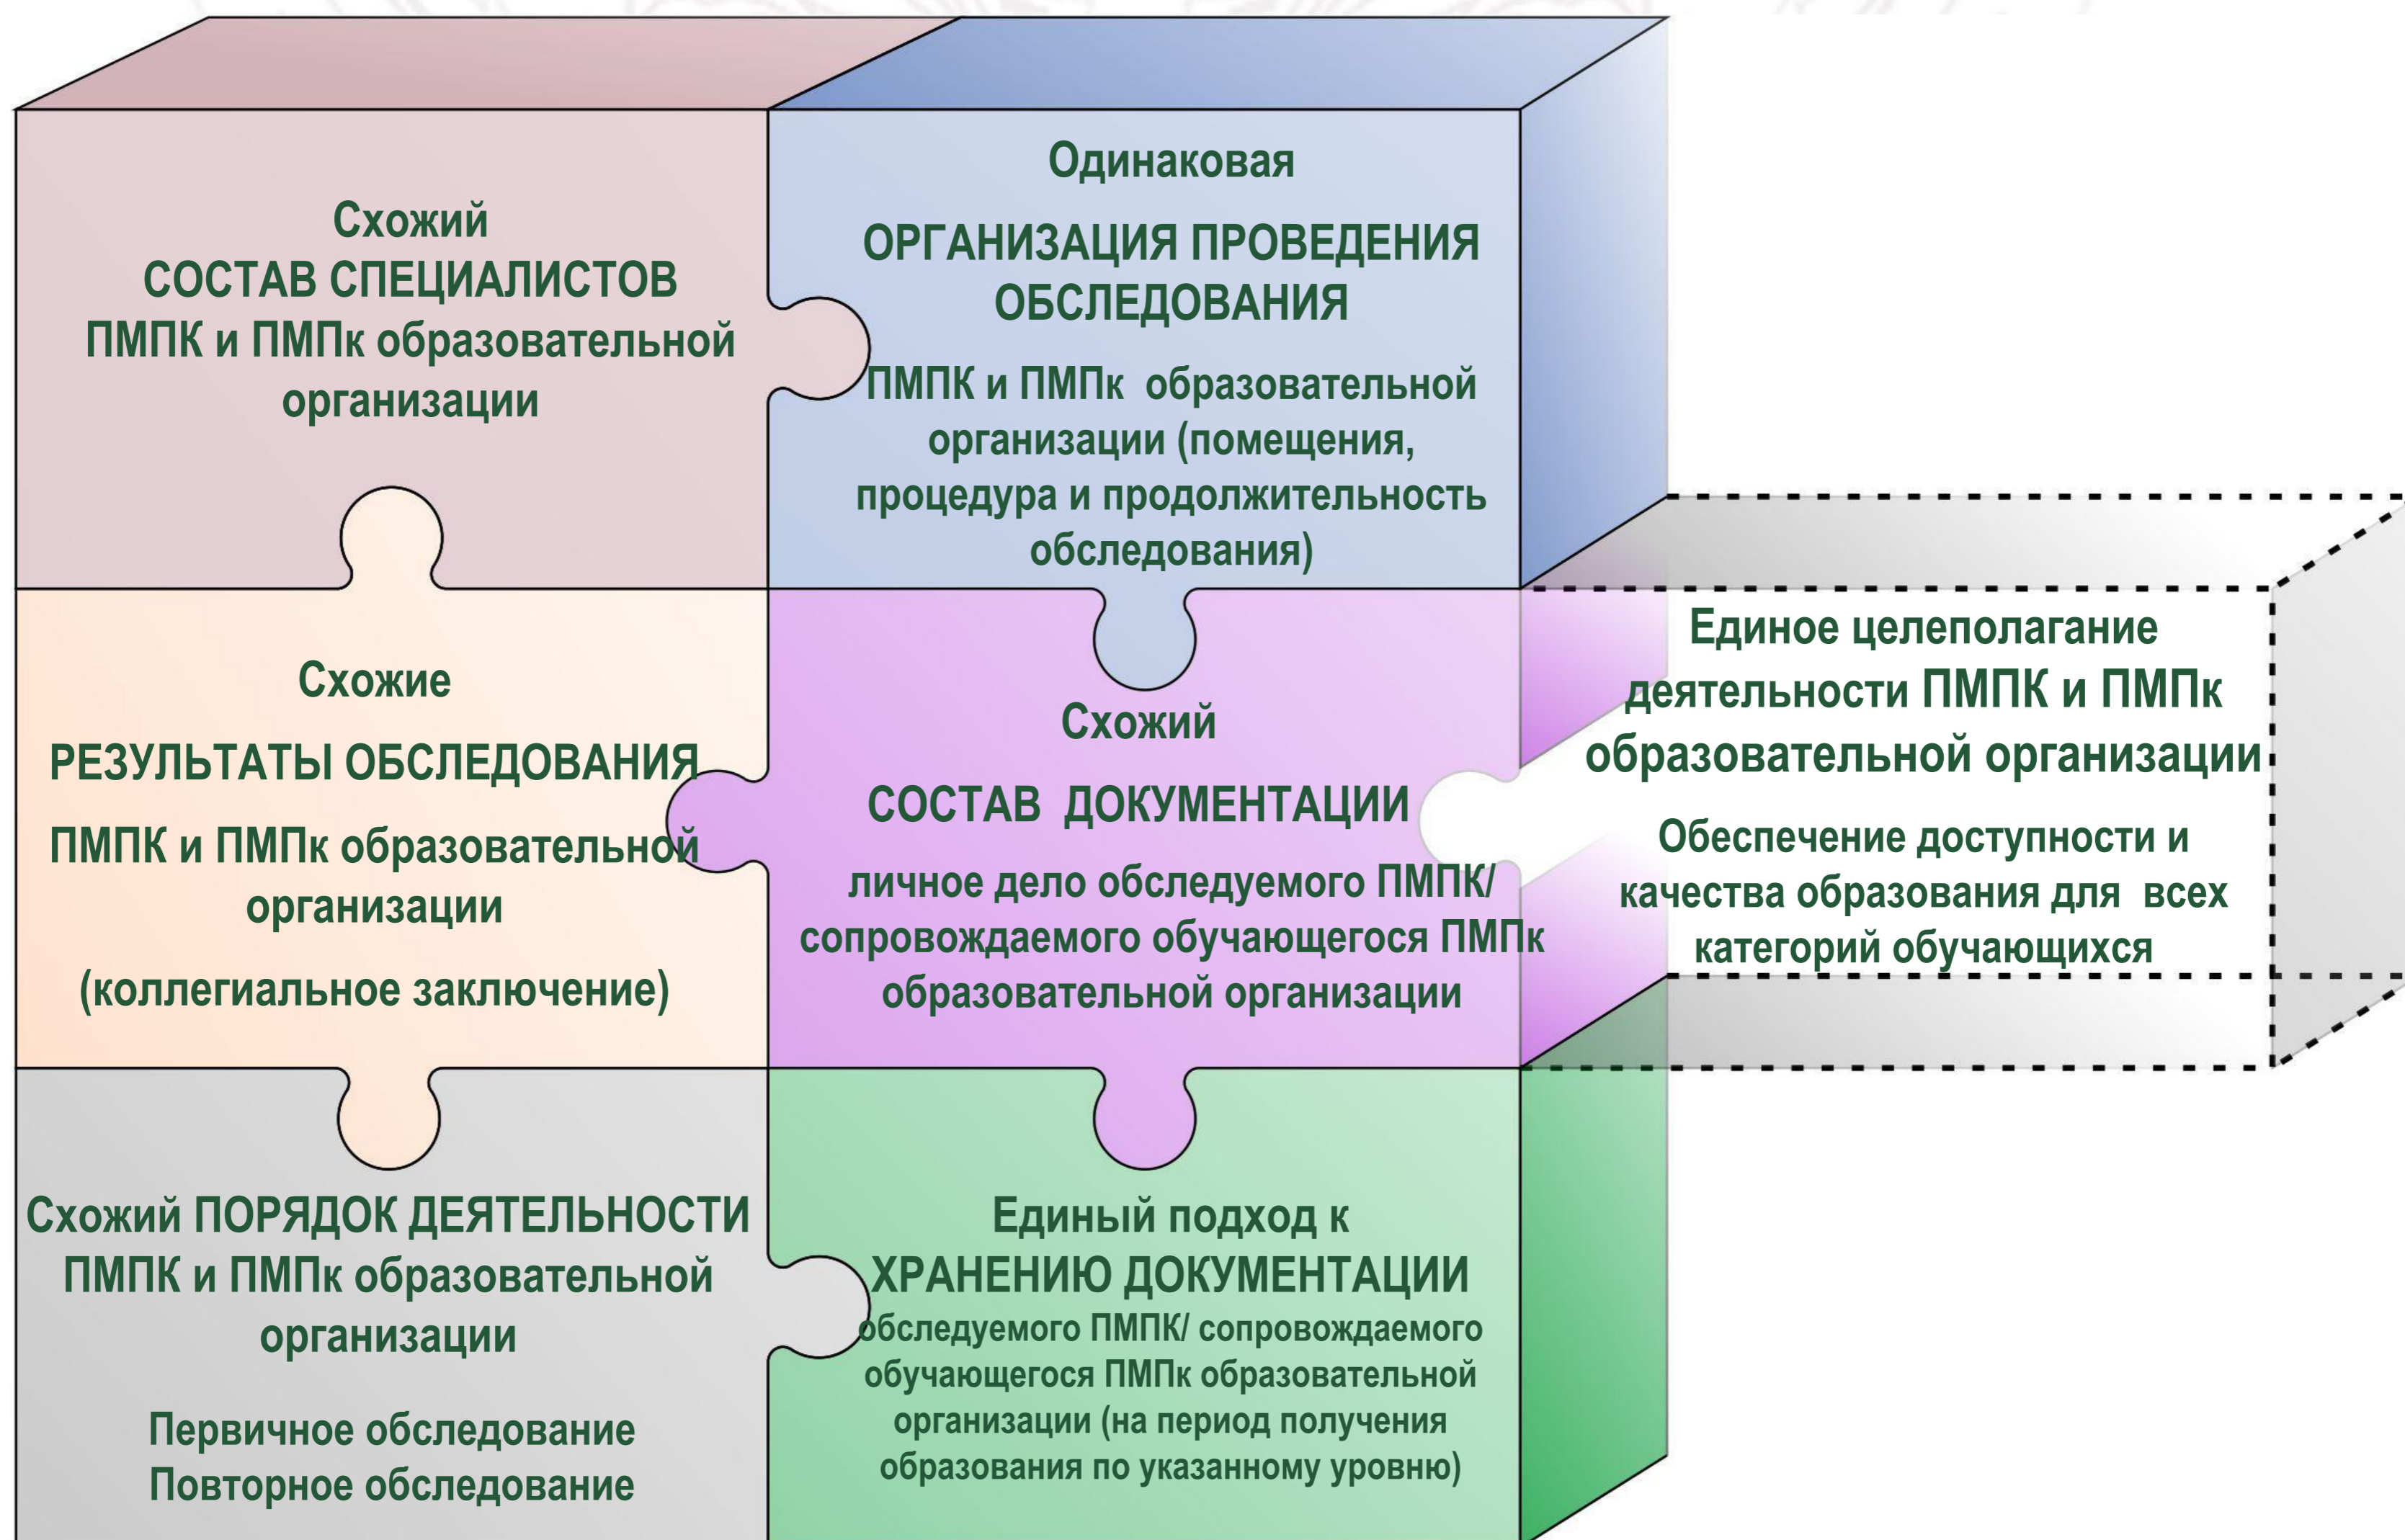 Схожий
СОСТАВ СПЕЦИАЛИСТОВ
ПМПК и ПМПк образовательной
организации
Одинаковая
ОРГАНИЗАЦИЯ ПРОВЕДЕНИЯ
ОБСЛЕДОВАНИЯ
ПМПК и ПМПк образовательной
организации (помещения,
процедура и продолжительность
обследования)
Схожие
РЕЗУЛЬТАТЫ ОБСЛЕДОВАНИЯ
ПМПК и ПМПк образовательной
организации
(коллегиальное заключение)
Схожий
СОСТАВ ДОКУМЕНТАЦИИ
личное дело обследуемого ПМПК/
сопровождаемого обучающегося ПМПк
образовательной организации
Единое целеполагание
деятельности ПМПК и ПМПк
образовательной организации
Обеспечение доступности и
качества образования для всех
категорий обучающихся
Схожий ПОРЯДОК ДЕЯТЕЛЬНОСТИ
ПМПК и ПМПк образовательной
организации
Первичное обследование
Повторное обследование
Единый подход к
ХРАНЕНИЮ ДОКУМЕНТАЦИИ
обследуемого ПМПК/ сопровождаемого
обучающегося ПМПк образовательной
организации (на период получения
образования по указанному уровню)